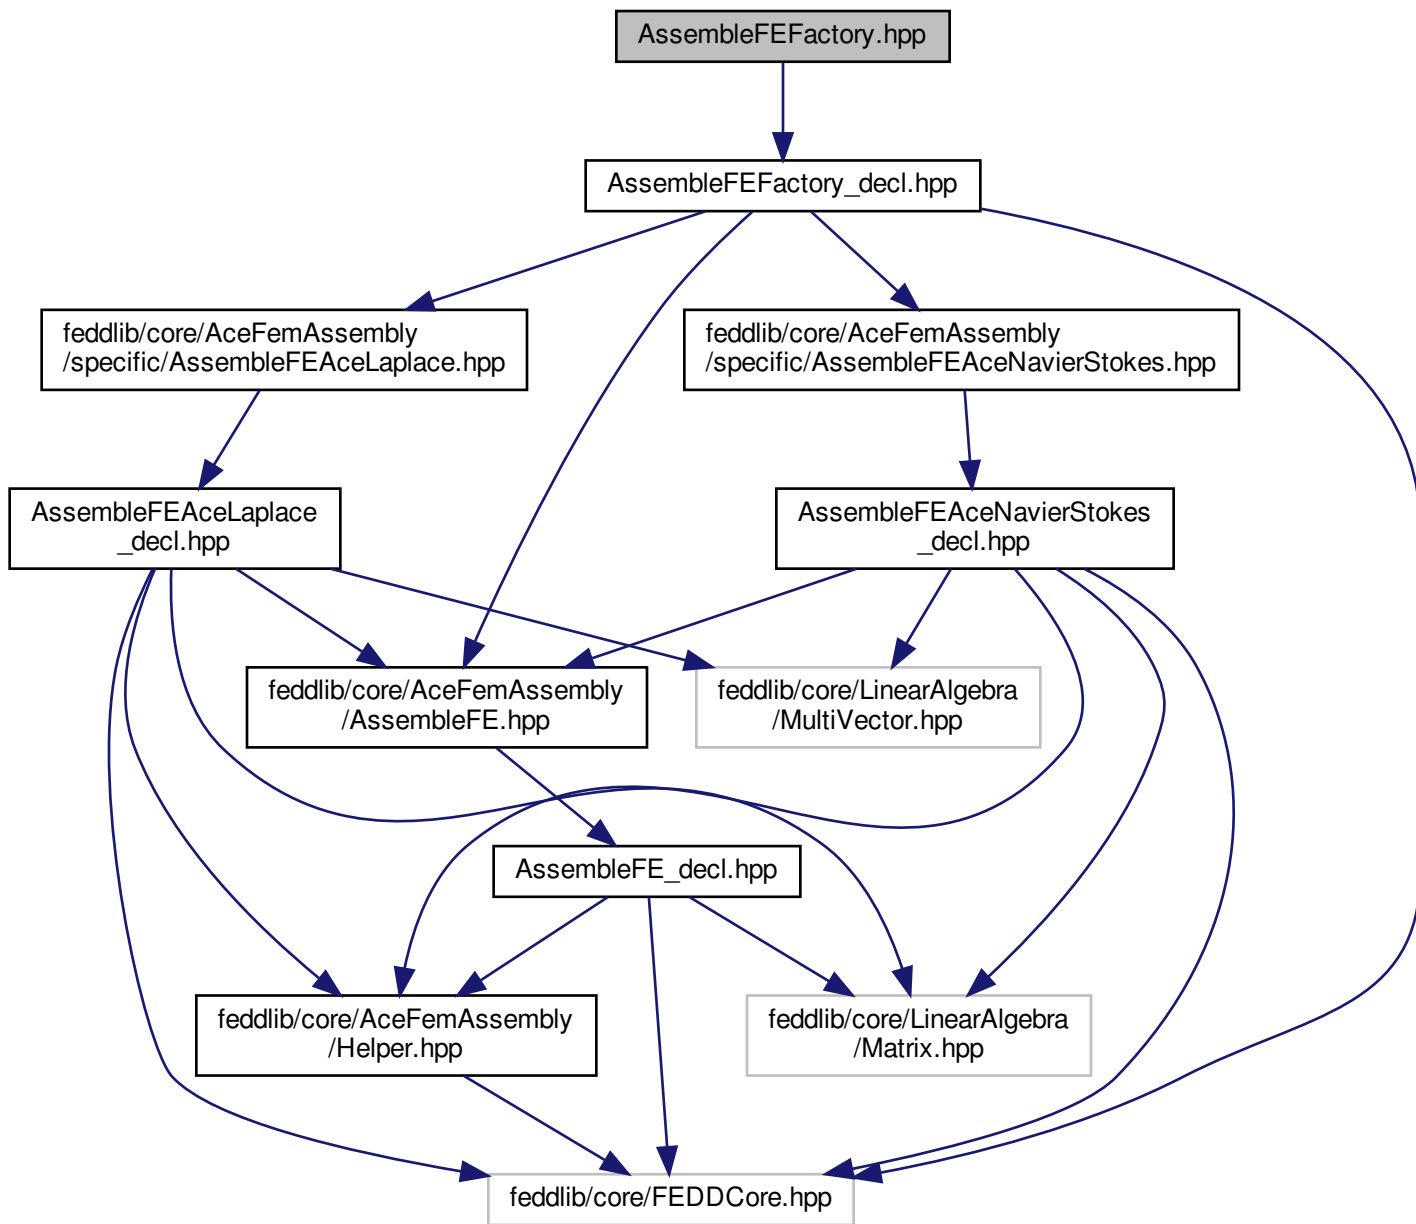 AssembleFEFactory.hpp
AssembleFEFactory_decl.hpp
feddlib/core/AceFemAssembly
/specific/AssembleFEAceLaplace.hpp
feddlib/core/AceFemAssembly
/specific/AssembleFEAceNavierStokes.hpp
AssembleFEAceLaplace
_decl.hpp
AssembleFEAceNavierStokes
_decl.hpp
feddlib/core/AceFemAssembly
/AssembleFE.hpp
feddlib/core/LinearAlgebra
/MultiVector.hpp
AssembleFE_decl.hpp
feddlib/core/AceFemAssembly
/Helper.hpp
feddlib/core/LinearAlgebra
/Matrix.hpp
feddlib/core/FEDDCore.hpp